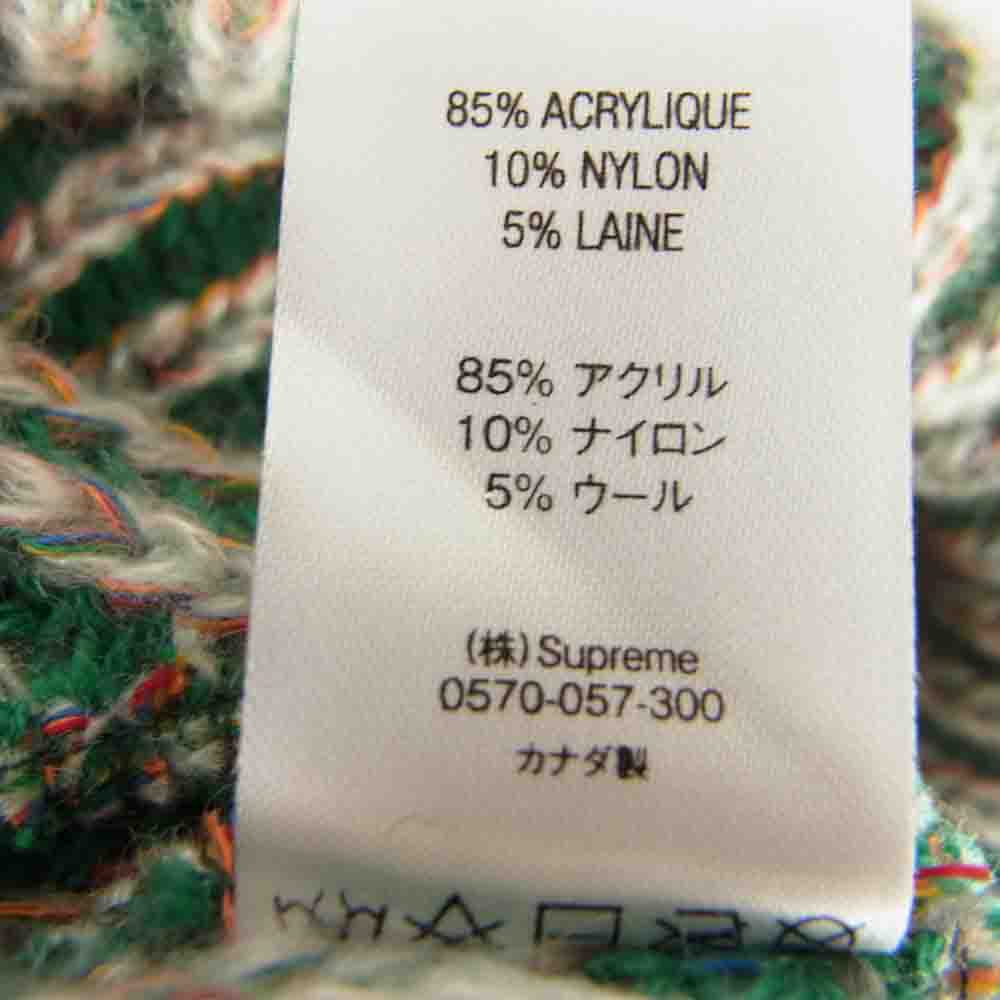 85% ACRYLIQUE
10% NYLON
5% LAINE
85% アクリル
10% ナイロン
5% ウール
(株)Supreme
0570-057-300
カナダ製